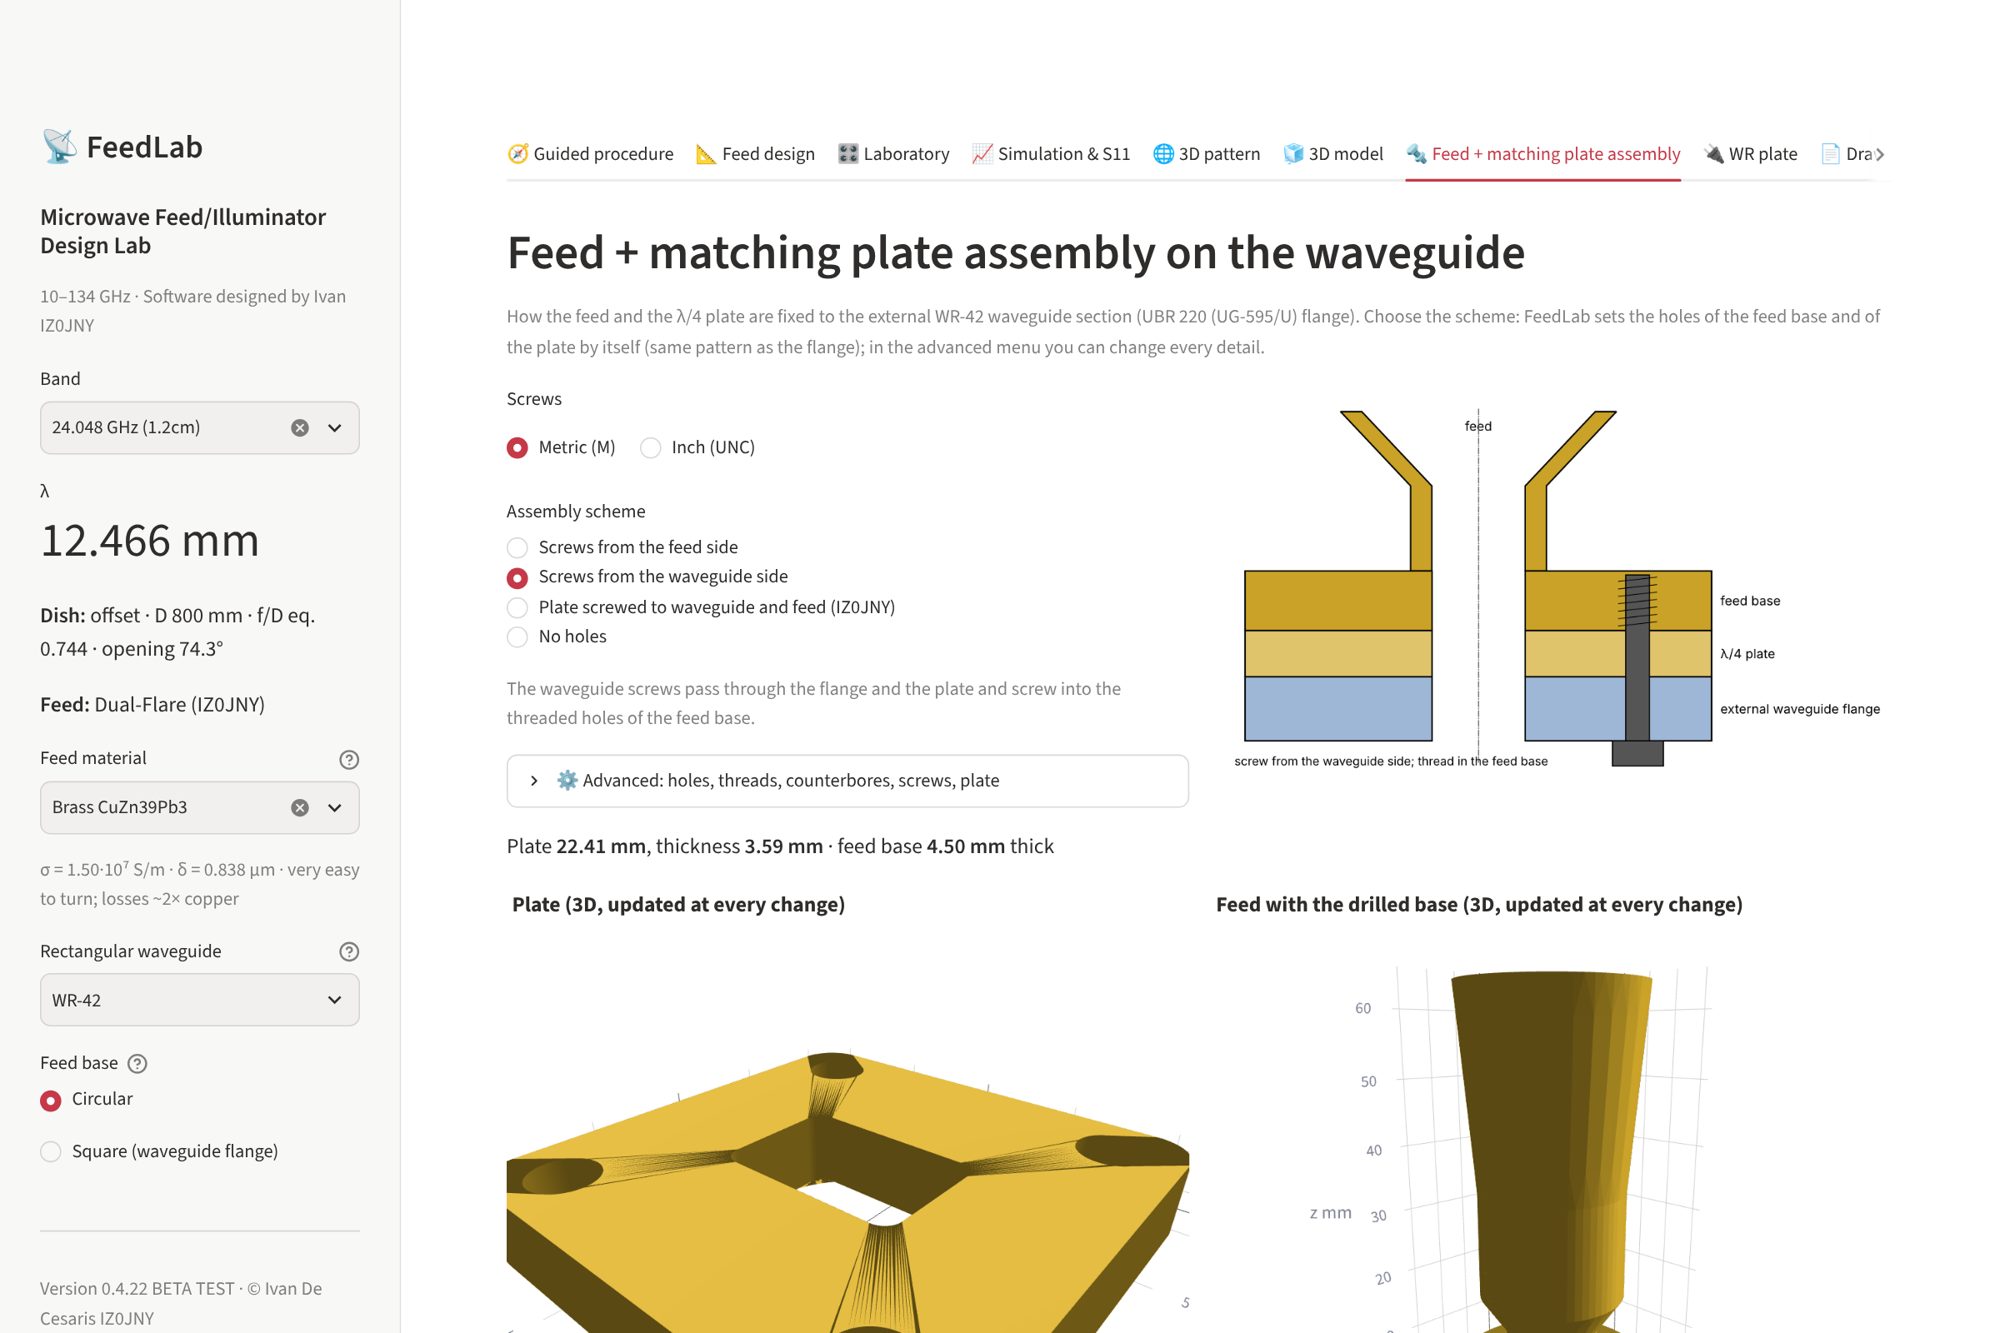 📡 FeedLab
Microwave Feed/Illuminator
Design Lab
10–134 GHz · Software designed by Ivan
IZ0JNY
Band
24.048 GHz (1.2cm)
λ
12.466 mm
Dish: offset · D 800 mm · f/D eq.
0.744 · opening 74.3°
Feed: Dual-Flare (IZ0JNY)
Feed material
Brass CuZn39Pb3
σ = 1.50·10⁷ S/m · δ = 0.838 µm · very easy
to turn; losses ~2× copper
Rectangular waveguide
WR-42
Feed base
Circular
Square (waveguide flange)
Version 0.4.22 BETA TEST · © Ivan De
Cesaris IZ0JNY
🧭 Guided procedure 📐 Feed design 🎛️ Laboratory 📈 Simulation & S11 🌐 3D pattern 🧊 3D model 🔩 Feed + matching plate assembly 🔌 WR plate 📄 Dra
Feed + matching plate assembly on the waveguide
How the feed and the λ/4 plate are fixed to the external WR-42 waveguide section (UBR 220 (UG-595/U) flange). Choose the scheme: FeedLab sets the holes of the feed base and of
the plate by itself (same pattern as the flange); in the advanced menu you can change every detail.
Screws
Metric (M) Inch (UNC)
Assembly scheme
Screws from the feed side
Screws from the waveguide side
Plate screwed to waveguide and feed (IZ0JNY)
No holes
The waveguide screws pass through the flange and the plate and screw into the
threaded holes of the feed base.
⚙️ Advanced: holes, threads, counterbores, screws, plate
Plate 22.41 mm, thickness 3.59 mm · feed base 4.50 mm thick
feed
feed base
λ/4 plate
external waveguide flange
screw from the waveguide side; thread in the feed base
Plate (3D, updated at every change)
5
Feed with the drilled base (3D, updated at every change)
60
50
40
z mm 30
20